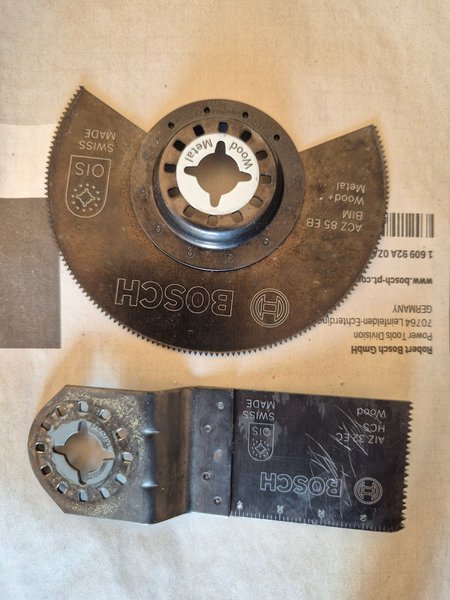 Wood
Metal
OIS
SWISS
MADE
ACZ 85 EB
BIM
Wood+
Metal
BOSCH
1 609 92A 0Z
www.bosch-pt.co
Robert Bosch GmbH
Power Tools Division
70764 Leinfelden-Echterdin
GERMANY
OIS
SWISS
MADE
AIZ 32 EC
HCS
Wood
BOSCH